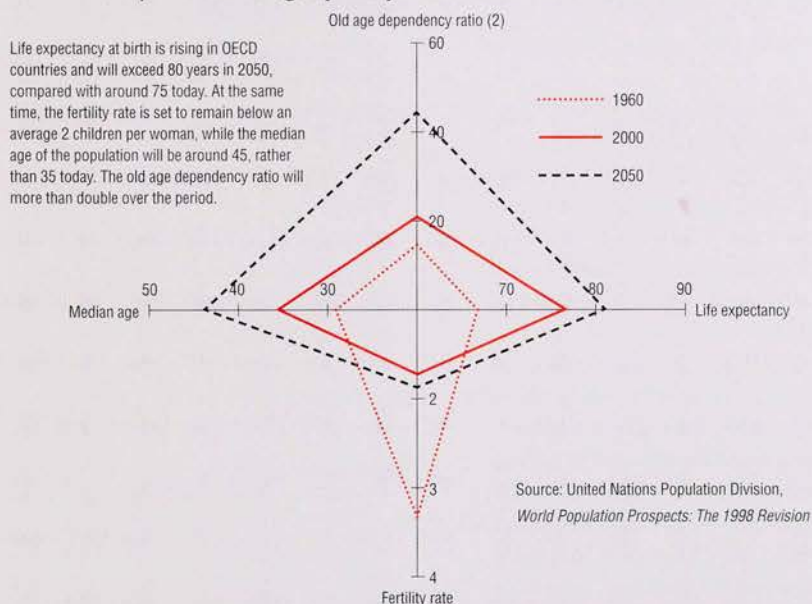 Old age dependency ratio (2)
Life expectancy at birth is rising in OECD
countries and will exceed 80 years in 2050,
compared with around 75 today. At the same
time, the fertility rate is set to remain below an
average 2 children per woman, while the median
age of the population will be around 45, rather
than 35 today. The old age dependency ratio will
more than double over the period.
60
40
20
1960
2000
2050
50
40
30
70
80
90
Median age
Life expectancy
2
3
4
Fertility rate
Source: United Nations Population Division,
World Population Prospects: The 1998 Revision